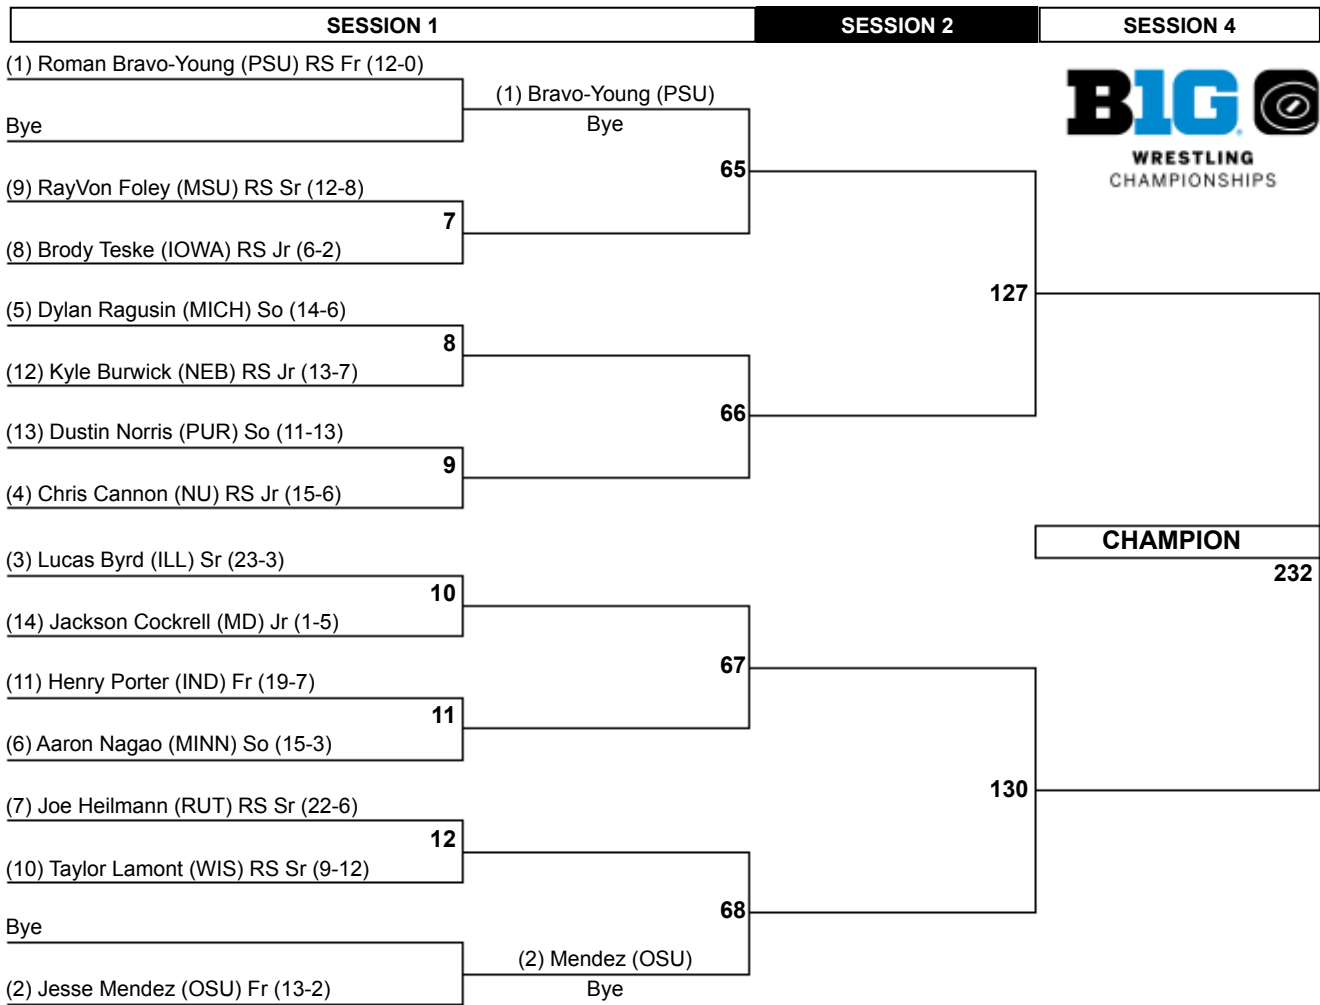 SESSION 1
SESSION 2
SESSION 4
B1G
WRESTLING
CHAMPIONSHIPS
(1) Roman Bravo-Young (PSU) RS Fr (12-0)
(1) Bravo-Young (PSU)
Bye
Bye
65
(9) RayVon Foley (MSU) RS Sr (12-8)
7
(8) Brody Teske (IOWA) RS Jr (6-2)
127
(5) Dylan Ragusin (MICH) So (14-6)
8
(12) Kyle Burwick (NEB) RS Jr (13-7)
66
(13) Dustin Norris (PUR) So (11-13)
9
(4) Chris Cannon (NU) RS Jr (15-6)
CHAMPION
232
(3) Lucas Byrd (ILL) Sr (23-3)
10
(14) Jackson Cockrell (MD) Jr (1-5)
67
(11) Henry Porter (IND) Fr (19-7)
11
(6) Aaron Nagao (MINN) So (15-3)
130
(7) Joe Heilmann (RUT) RS Sr (22-6)
12
(10) Taylor Lamont (WIS) RS Sr (9-12)
68
Bye
(2) Mendez (OSU)
Bye
(2) Jesse Mendez (OSU) Fr (13-2)